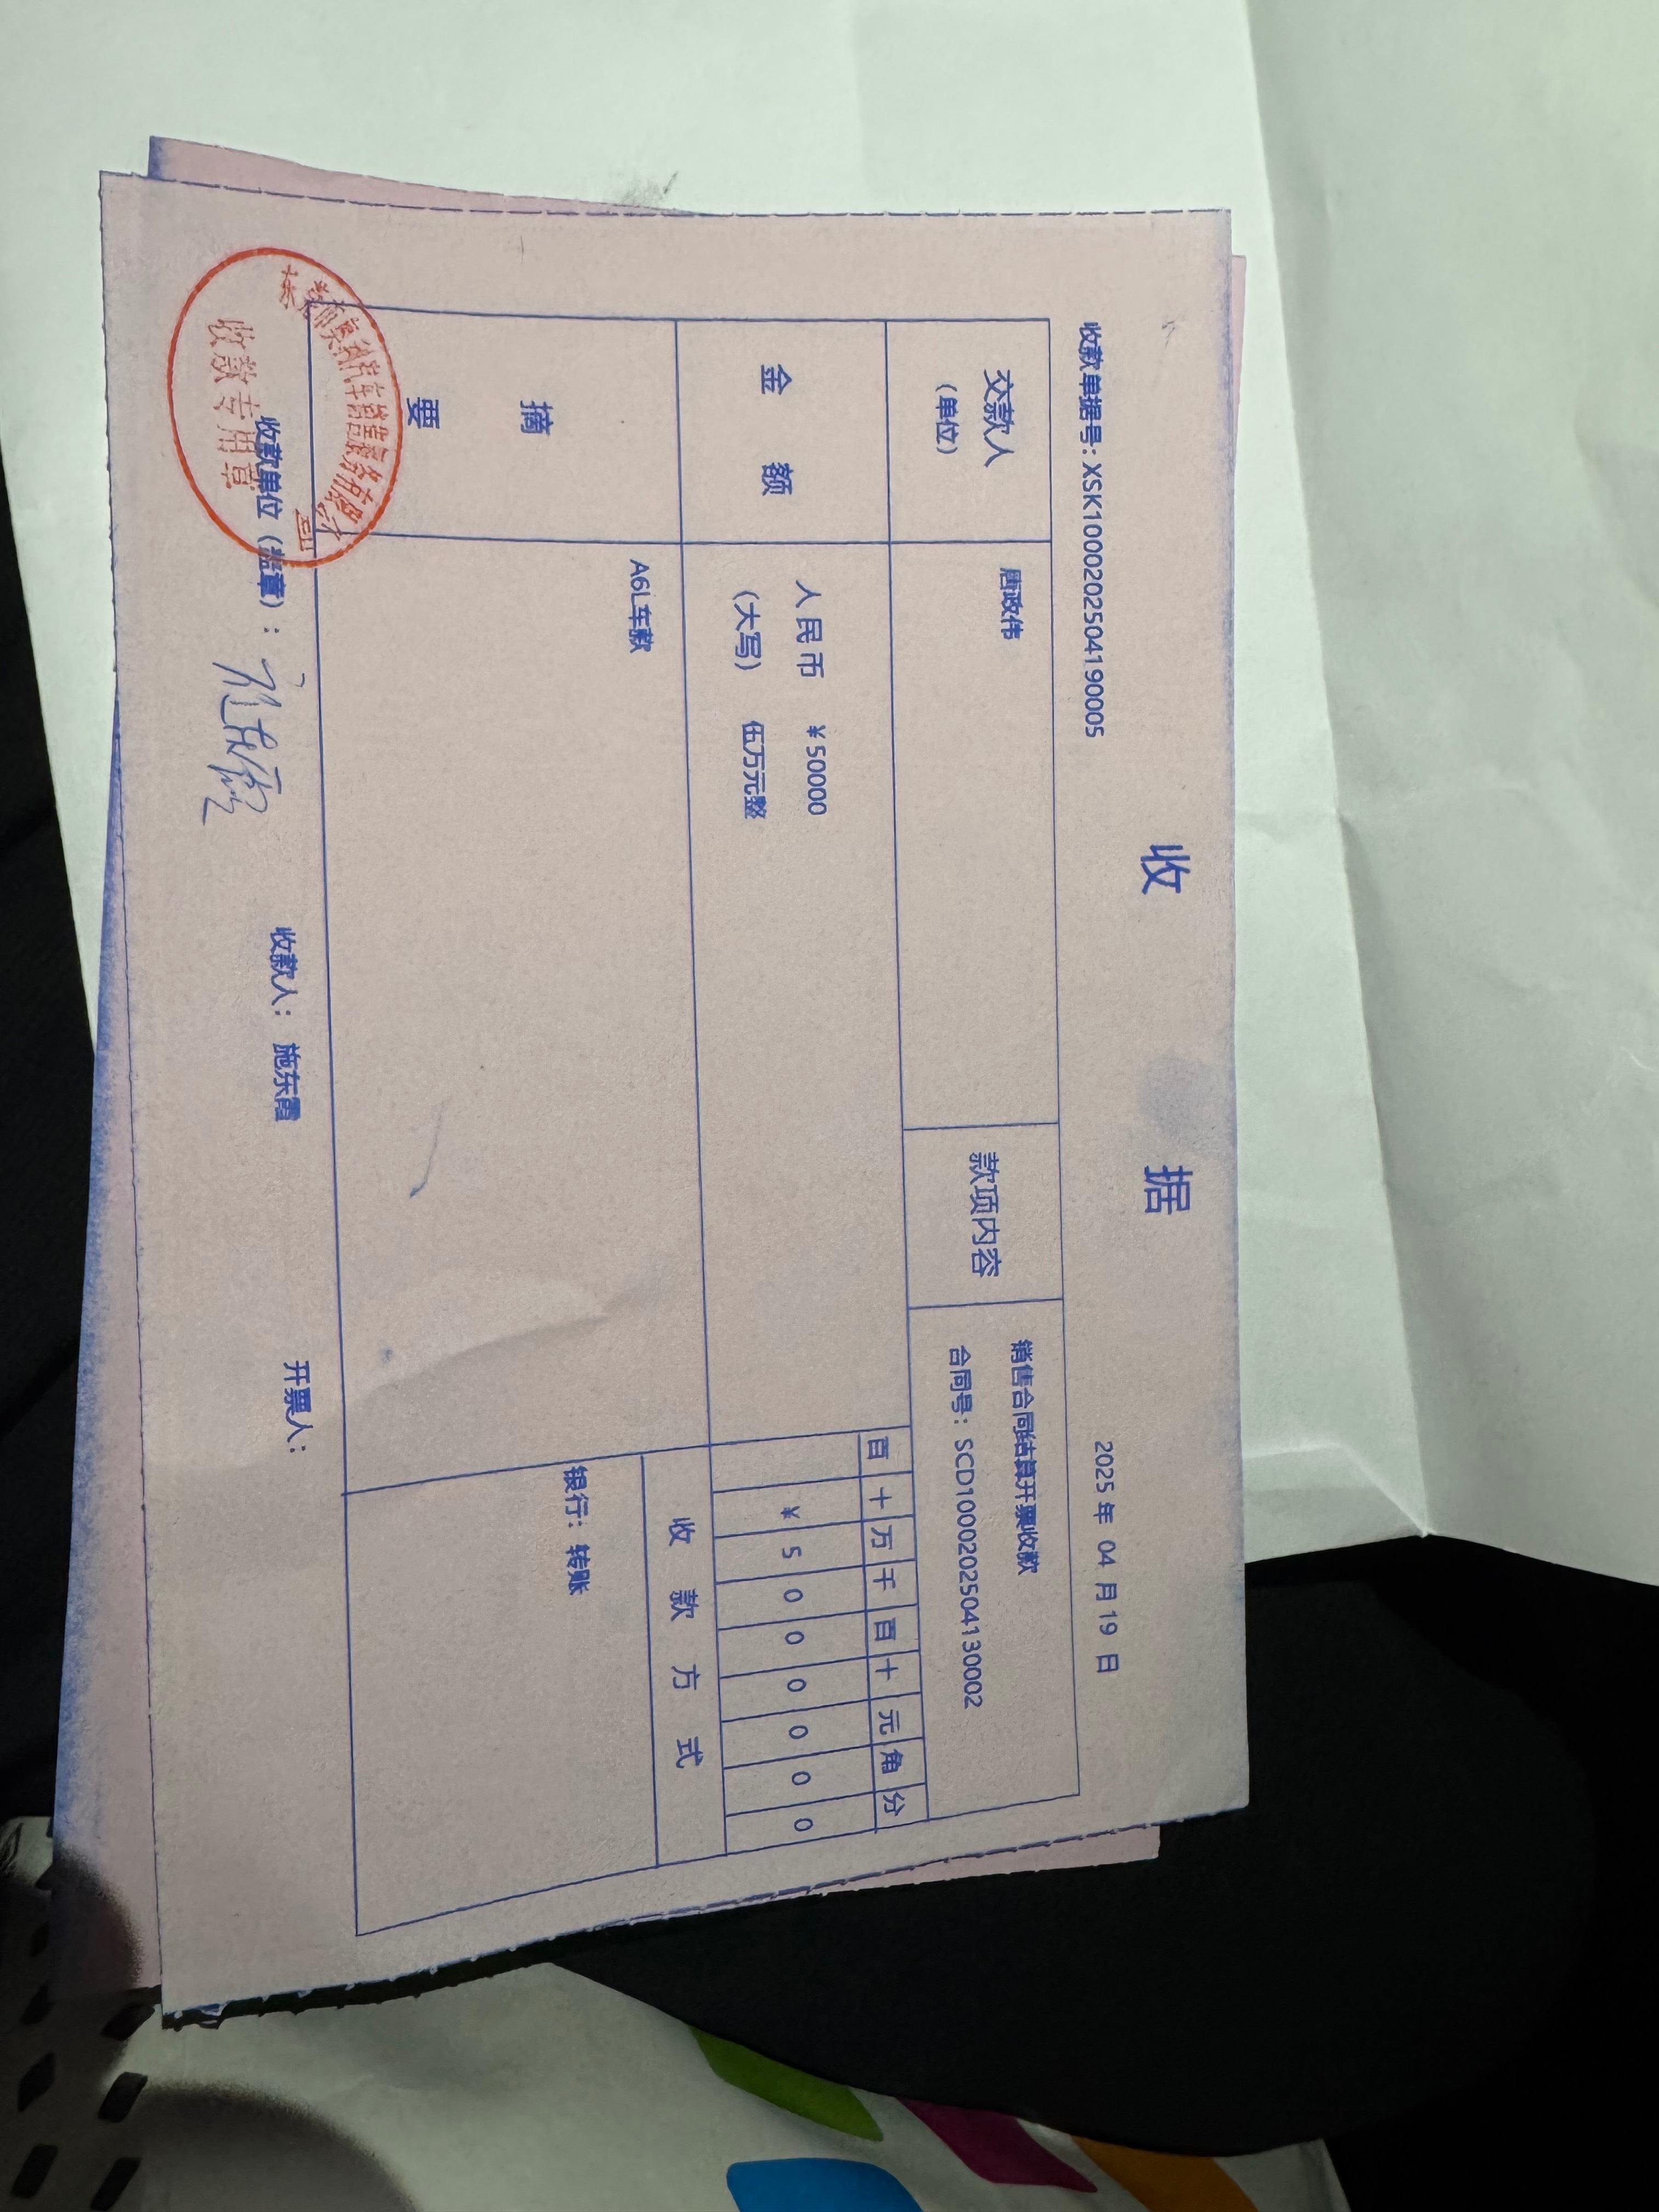 收 据
收款单据号：XSK1000202504190005 2025 年 04 月 19 日
交款人
（单位）
唐政伟
款项内容
销售合同结算开票收款
合同号：SCD1000202504130002
金 额
人民币 ￥50000
（大写） 伍万元整
百 十 万 千 百 十 元 角 分
￥ 5 0 0 0 0 0 0
摘
要
A6L车款
收 款 方 式
银行：转账
收款单位（盖章）：
收款人： 施东霞
开票人：
收款专用章